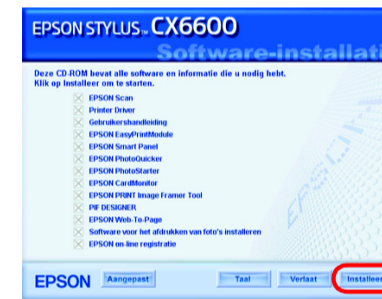 EPSON STYLUS™ CX6600
Software-installati
Deze CD-ROM bevat alle software en informatie die u nodig hebt.
Klik op Installeer om te starten.
EPSON Scan
Printer Driver
Gebruikershandleiding
EPSON EasyPrintModule
EPSON Smart Panel
EPSON PhotoQuicker
EPSON PhotoStarter
EPSON CardMonitor
EPSON PRINT Image Framer Tool
PIF DESIGNER
EPSON Web-To-Page
Software voor het afdrukken van foto's installeren
EPSON on-line registratie
EPSON Aangepast Taal Verlaat Installeer